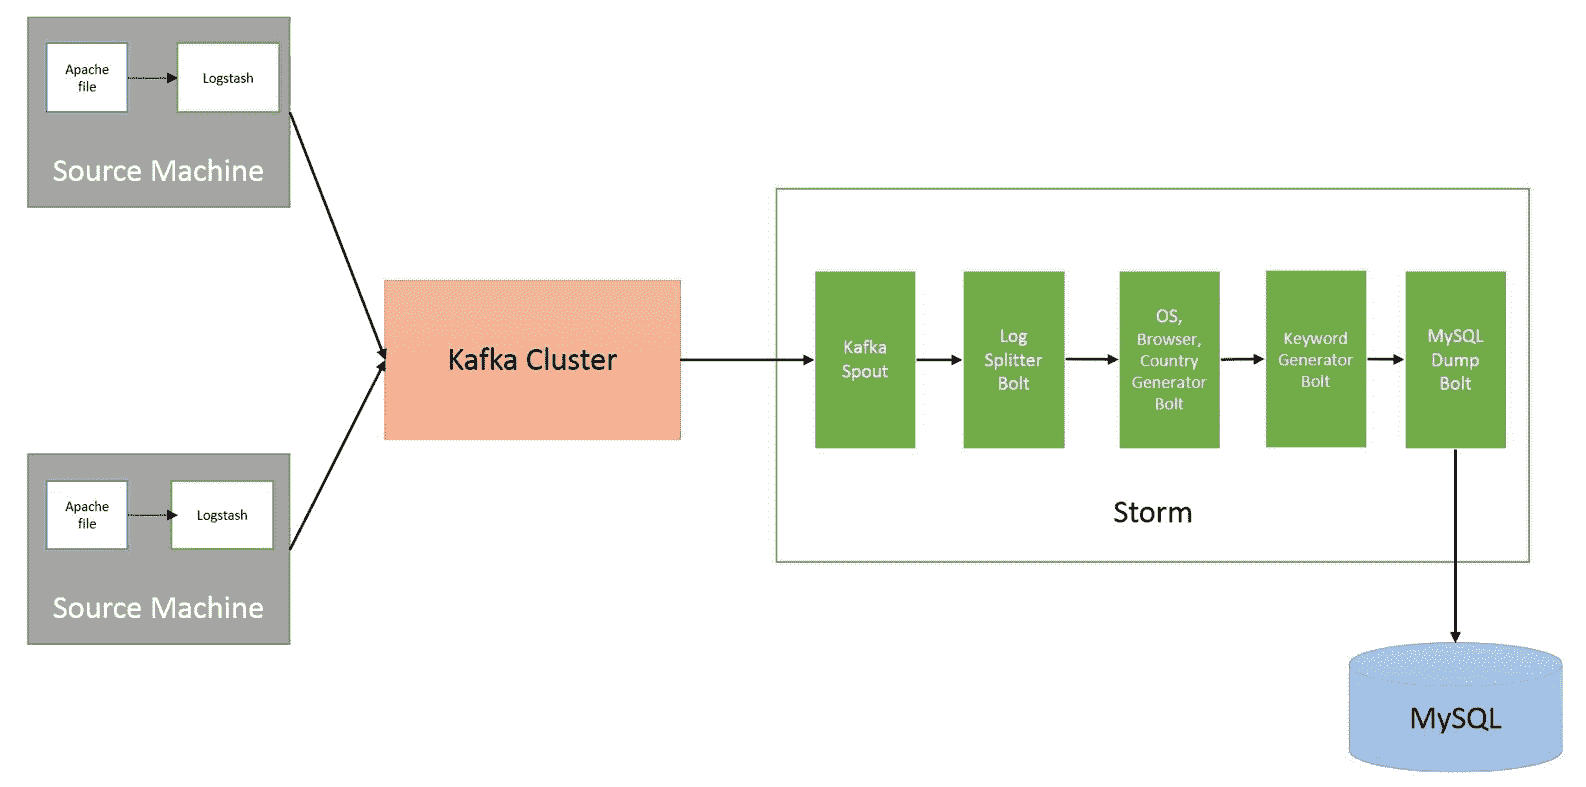 Apache
file
Logstash
Source Machine
Apache
file
Logstash
Source Machine
Kafka Cluster
Kafka
Spout
Log
Splitter
Bolt
OS,
Browser,
Country
Generator
Bolt
Keyword
Generator
Bolt
MySQL
Dump
Bolt
Storm
MySQL